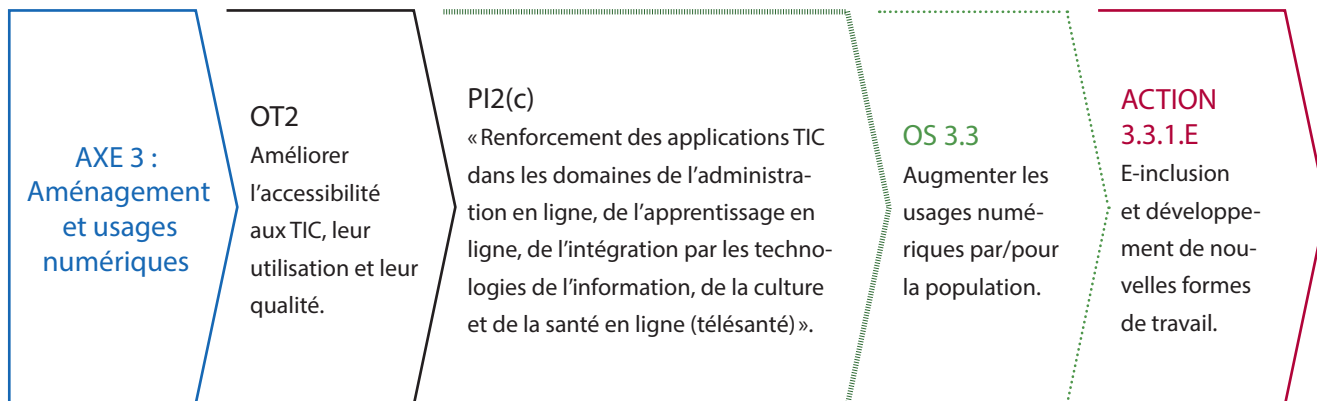 AXE 3 :
Aménagement
et usages
numériques
OT2
Améliorer
l’accessibilité
aux TIC, leur
utilisation et leur
qualité.
PI2(c)
« Renforcement des applications TIC
dans les domaines de l’administra-
tion en ligne, de l’apprentissage en
ligne, de l’intégration par les techno-
logies de l’information, de la culture
et de la santé en ligne (télésanté) ».
OS 3.3
Augmenter les
usages numé-
riques par/pour
la population.
ACTION
3.3.1.E
E-inclusion
et développe-
ment de nou-
velles formes
de travail.